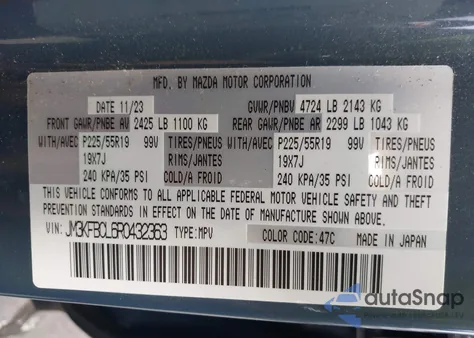 MFD. BY MAZDA MOTOR CORPORATION
DATE 11/23 GVWR/PNBV 4724 LB 2143 KG
FRONT GAWR/PNBE AV 2425 LB 1100 KG REAR GAWR/PNBE AR 2299 LB 1043 KG
WITH/AVEC P225/55R19 99V TIRES/PNEUS WITH/AVEC P225/55R19 99V TIRES/PNEUS
19X7J RIMS/JANTES 19X7J RIMS/JANTES
240 KPA/35 PSI COLD/A FROID 240 KPA/35 PSI COLD/A FROID
THIS VEHICLE CONFORMS TO ALL APPLICABLE FEDERAL MOTOR VEHICLE SAFETY AND THEFT
PREVENTION STANDARDS IN EFFECT ON THE DATE OF MANUFACTURE SHOWN ABOVE.
VIN: JM3KFBCL6R0432363 TYPE:MPV COLOR CODE:47C MADE IN JAPAN
autoSnap